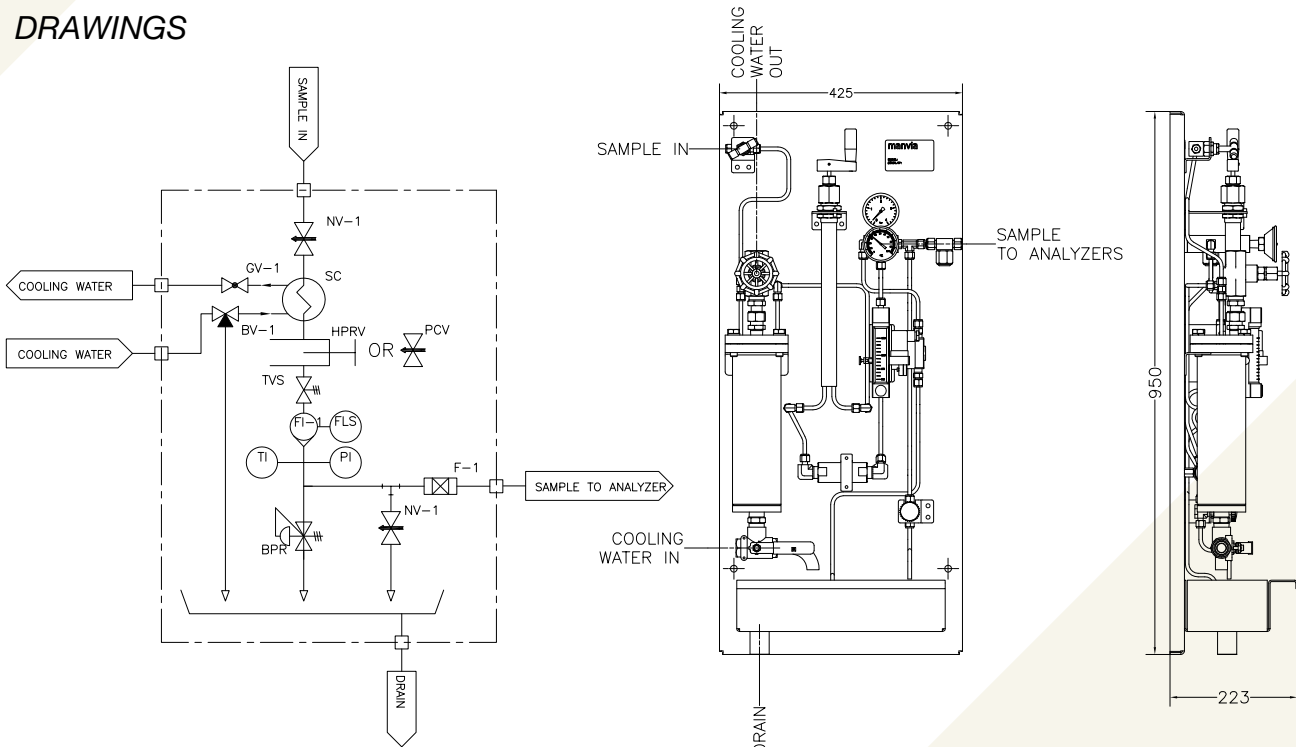 DRAWINGS
SAMPLE IN
NV-1
GV-1
SC
COOLING WATER
BV-1
COOLING WATER
HPRV
OR
PCV
TVS
FI-1
FLS
TI
PI
F-1
SAMPLE TO ANALYZER
NV-1
BPR
DRAIN
COOLING
WATER
OUT
425
SAMPLE IN
manvia
SAMPLE
TO ANALYZERS
COOLING
WATER IN
DRAIN
950
223